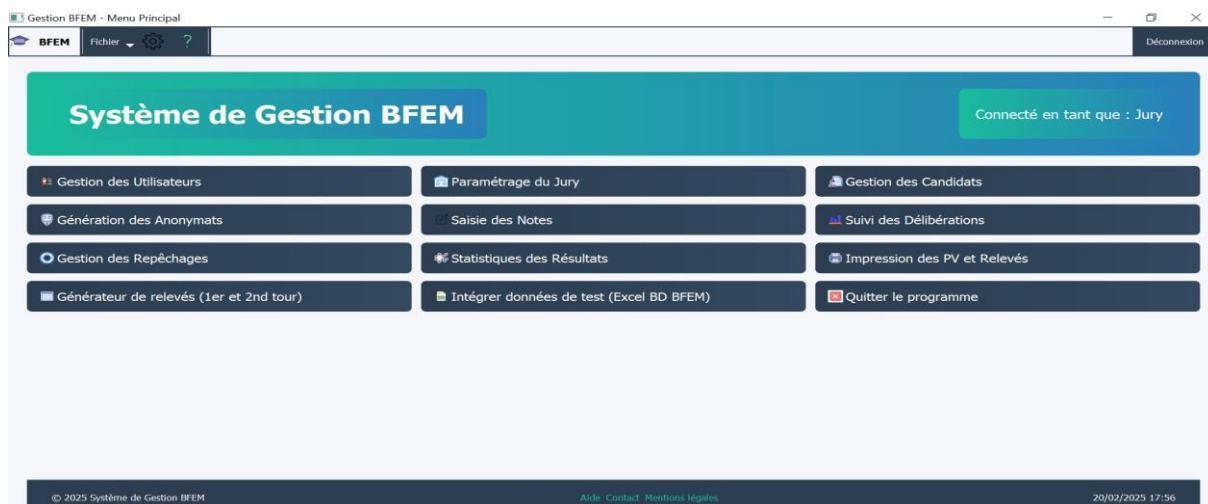 Gestion BFEM - Menu Principal
BFEM Fichier ? Déconnexion
Système de Gestion BFEM
Connecté en tant que : Jury
Gestion des Utilisateurs
Paramétrage du Jury
Gestion des Candidats
Génération des Anonymats
Saisie des Notes
Suivi des Délibérations
Gestion des Repêchages
Statistiques des Résultats
Impression des PV et Relevés
Générateur de relevés (1er et 2nd tour)
Intégrer données de test (Excel BD BFEM)
Quitter le programme
© 2025 Système de Gestion BFEM
Aide Contact Mentions légales
20/02/2025 17:56